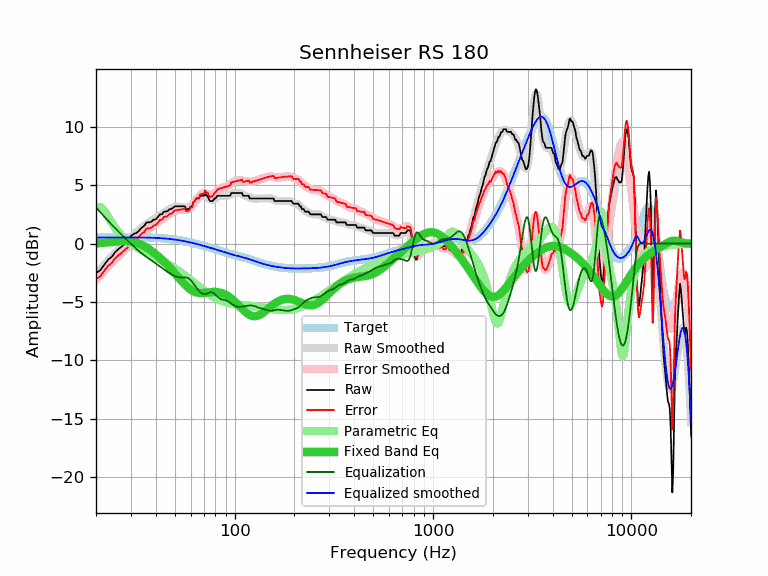 Sennheiser RS 180
Amplitude (dBr)
10
5
0
−5
−10
−15
−20
Target
Raw Smoothed
Error Smoothed
Raw
Error
Parametric Eq
Fixed Band Eq
Equalization
Equalized smoothed
100
1000
10000
Frequency (Hz)